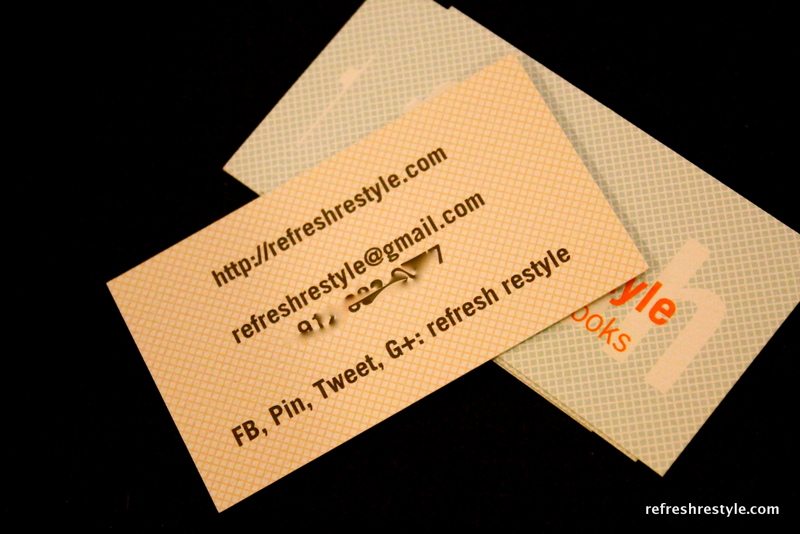 http://refreshrestyle.com
refreshrestyle@gmail.com
FB, Pin, Tweet, G+: refresh restyle
h
yle
ooks
refreshrestyle.com